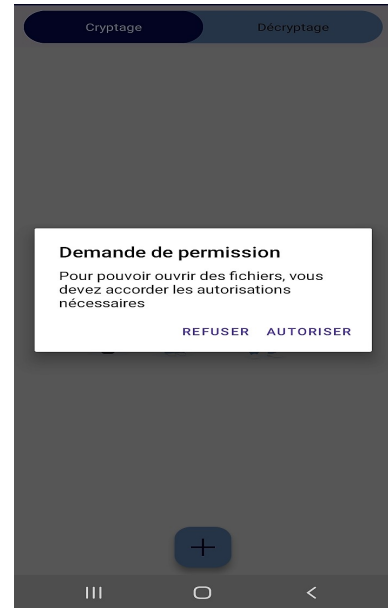 Cryptage Décryptage
Demande de permission
Pour pouvoir ouvrir des fichiers, vous
devez accorder les autorisations
nécessaires
REFUSER AUTORISER